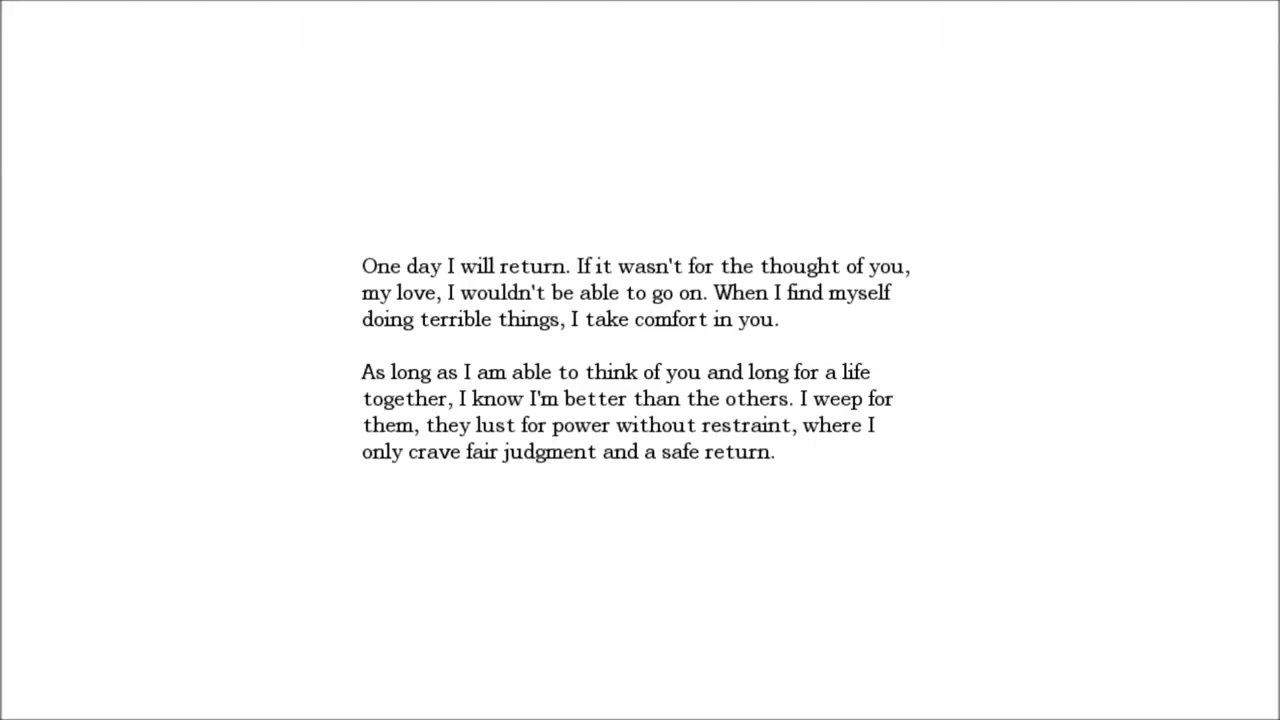 One day I will return. If it wasn't for the thought of you,
my love, I wouldn't be able to go on. When I find myself
doing terrible things, I take comfort in you.
As long as I am able to think of you and long for a life
together, I know I'm better than the others. I weep for
them, they lust for power without restraint, where I
only crave fair judgment and a safe return.